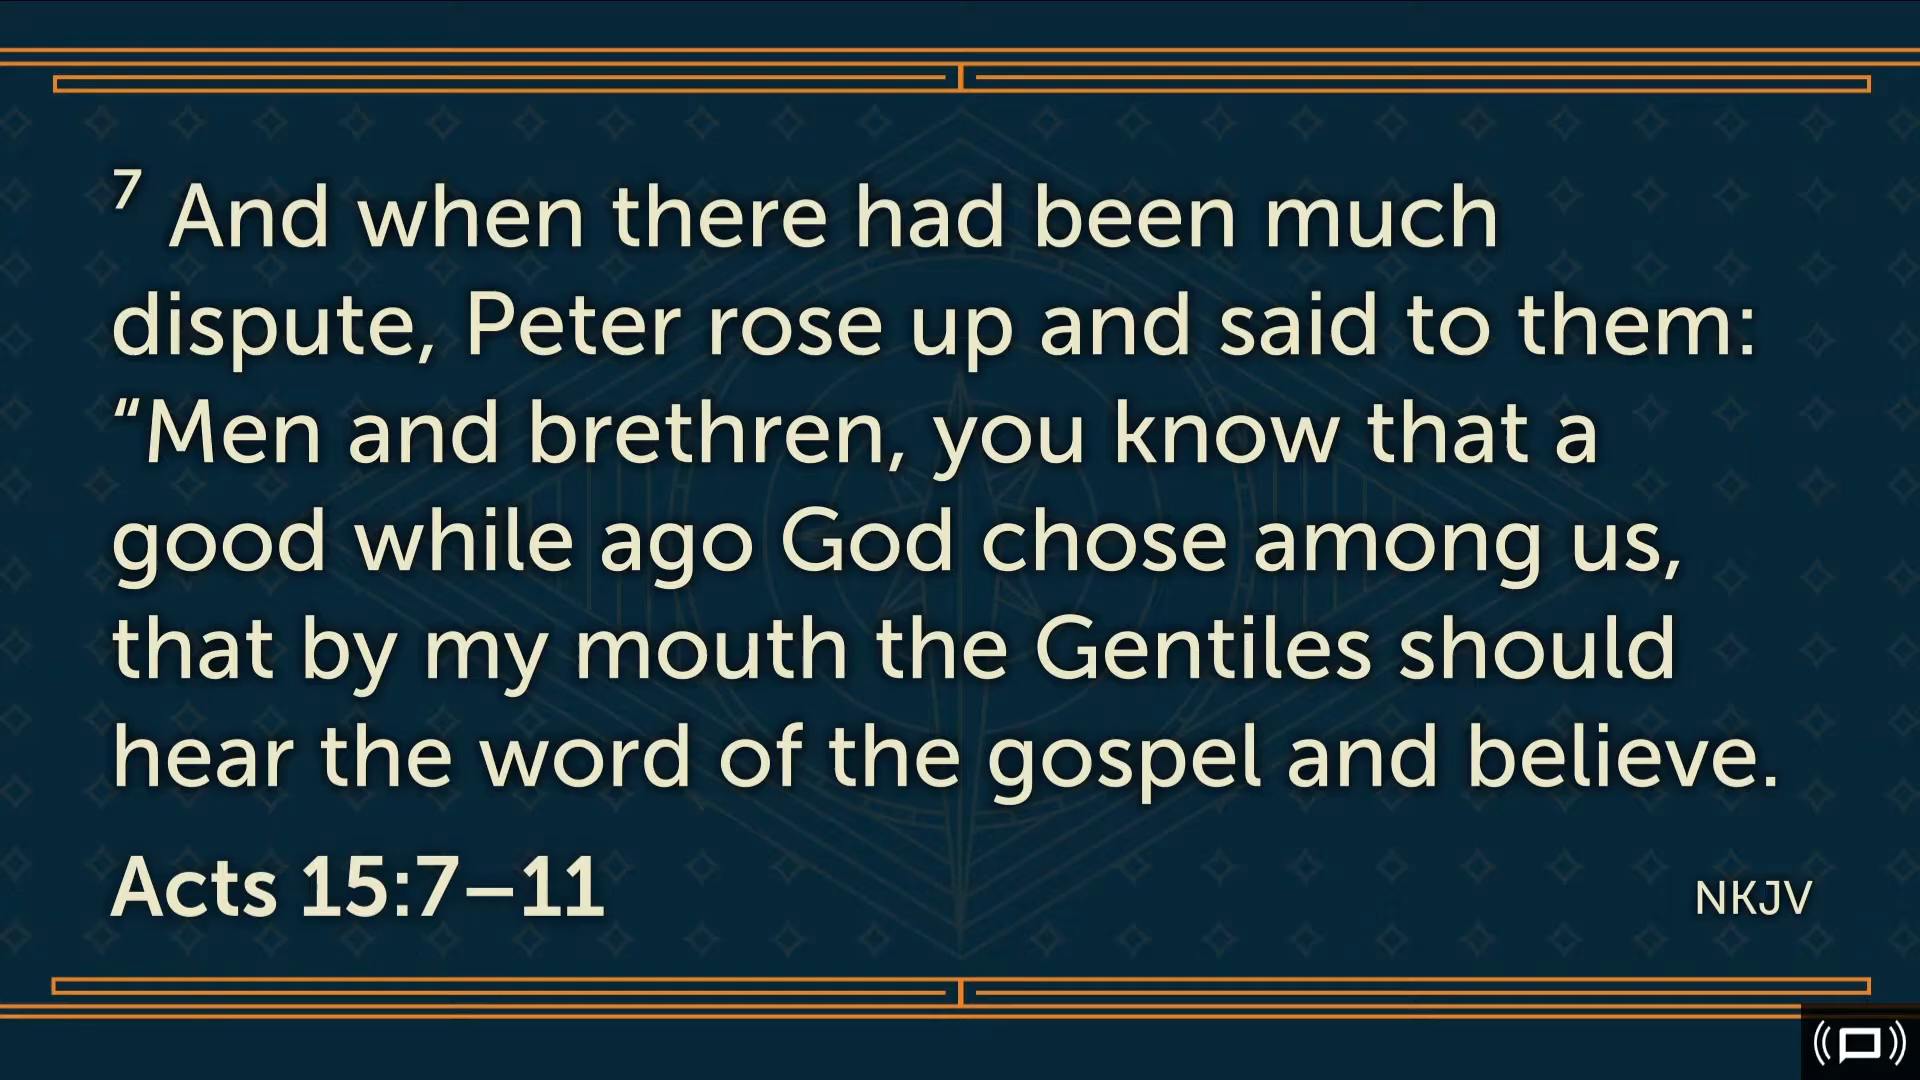 7 And when there had been much
dispute, Peter rose up and said to them:
“Men and brethren, you know that a
good while ago God chose among us,
that by my mouth the Gentiles should
hear the word of the gospel and believe.
Acts 15:7–11
NKJV